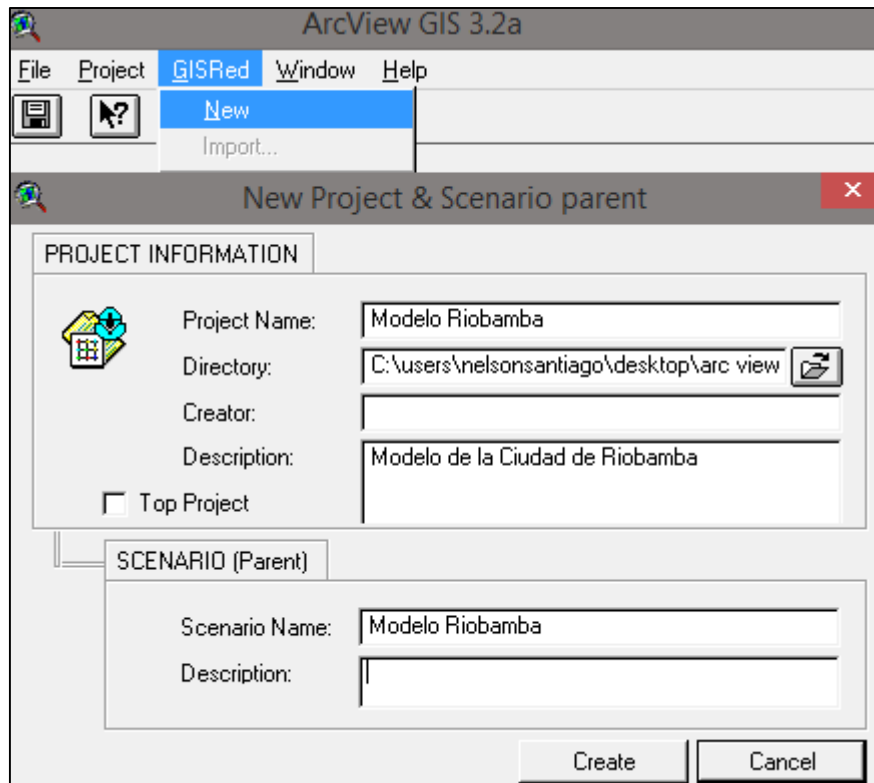 ArcView GIS 3.2a
File Project GISRed Window Help
New
Import...
New Project & Scenario parent
PROJECT INFORMATION
Project Name: Modelo Riobamba
Directory: C:\users\nelsonsantiago\desktop\arc view
Creator:
Description: Modelo de la Ciudad de Riobamba
Top Project
SCENARIO (Parent)
Scenario Name: Modelo Riobamba
Description:
Create Cancel